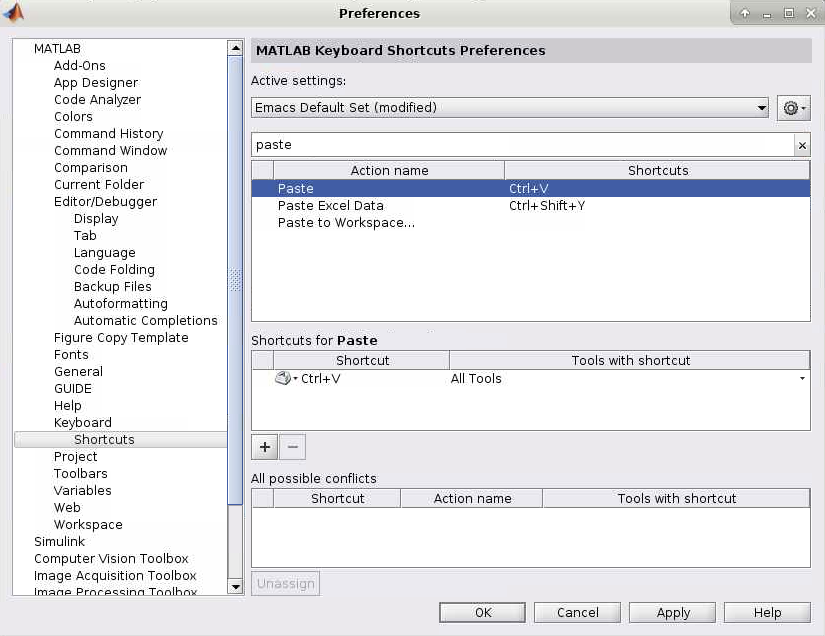 Preferences
MATLAB
Add-Ons
App Designer
Code Analyzer
Colors
Command History
Command Window
Comparison
Current Folder
Editor/Debugger
Display
Tab
Language
Code Folding
Backup Files
Autoformatting
Automatic Completions
Figure Copy Template
Fonts
General
GUIDE
Help
Keyboard
Shortcuts
Project
Toolbars
Variables
Web
Workspace
Simulink
Computer Vision Toolbox
Image Acquisition Toolbox
Image Processing Toolbox
MATLAB Keyboard Shortcuts Preferences
Active settings:
Emacs Default Set (modified)
paste
Action name Shortcuts
Paste Ctrl+V
Paste Excel Data Ctrl+Shift+Y
Paste to Workspace...
Shortcuts for Paste
Shortcut Tools with shortcut
Ctrl+V All Tools
All possible conflicts
Shortcut Action name Tools with shortcut
Unassign
OK Cancel Apply Help